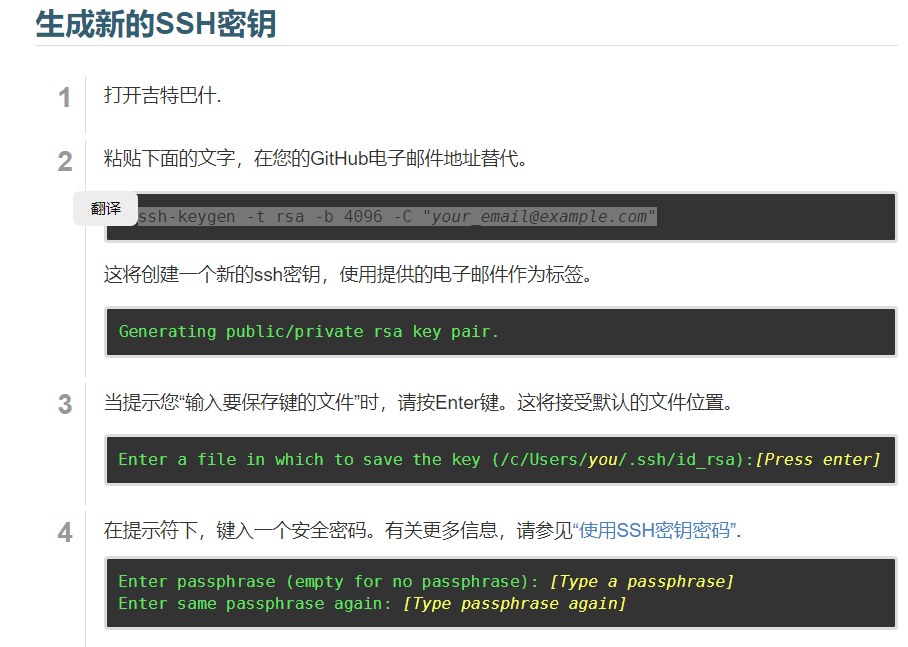 生成新的SSH密钥
1 打开吉特巴什.
2 粘贴下面的文字，在您的GitHub电子邮件地址替代。
翻译
ssh-keygen -t rsa -b 4096 -C "your_email@example.com"
这将创建一个新的ssh密钥，使用提供的电子邮件作为标签。
Generating public/private rsa key pair.
3 当提示您“输入要保存键的文件”时，请按Enter键。这将接受默认的文件位置。
Enter a file in which to save the key (/c/Users/you/.ssh/id_rsa):[Press enter]
4 在提示符下，键入一个安全密码。有关更多信息，请参见“使用SSH密钥密码”.
Enter passphrase (empty for no passphrase): [Type a passphrase]
Enter same passphrase again: [Type passphrase again]